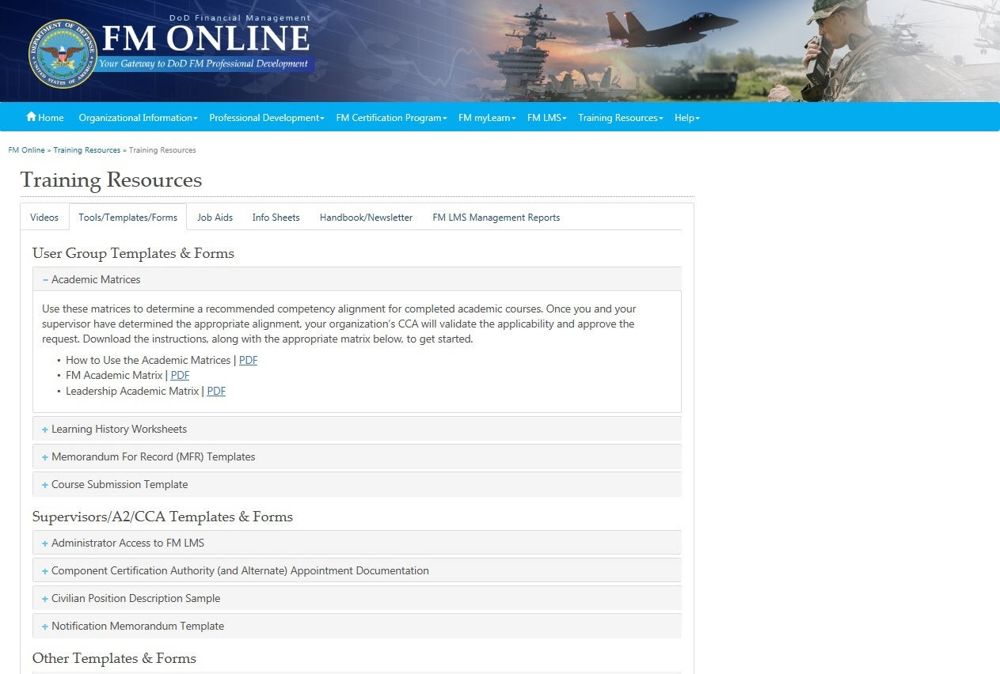 DoD Financial Management
FM ONLINE
Your Gateway to DoD FM Professional Development
DEPARTMENT OF DEFENSE
UNITED STATES OF AMERICA
Home Organizational Information Professional Development FM Certification Program FM myLearn FM LMS Training Resources Help
FM Online » Training Resources » Training Resources
Training Resources
Videos Tools/Templates/Forms Job Aids Info Sheets Handbook/Newsletter FM LMS Management Reports
User Group Templates & Forms
– Academic Matrices
Use these matrices to determine a recommended competency alignment for completed academic courses. Once you and your
supervisor have determined the appropriate alignment, your organization’s CCA will validate the applicability and approve the
request. Download the instructions, along with the appropriate matrix below, to get started.
• How to Use the Academic Matrices | PDF
• FM Academic Matrix | PDF
• Leadership Academic Matrix | PDF
+ Learning History Worksheets
+ Memorandum For Record (MFR) Templates
+ Course Submission Template
Supervisors/A2/CCA Templates & Forms
+ Administrator Access to FM LMS
+ Component Certification Authority (and Alternate) Appointment Documentation
+ Civilian Position Description Sample
+ Notification Memorandum Template
Other Templates & Forms